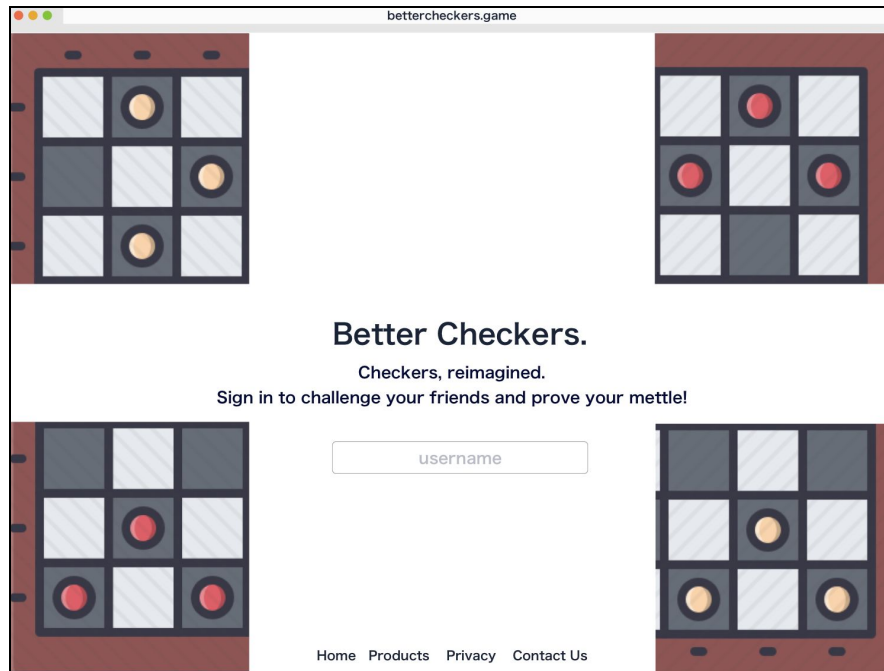 bettercheckers.game
Better Checkers.
Checkers, reimagined.
Sign in to challenge your friends and prove your mettle!
username
Home Products Privacy Contact Us